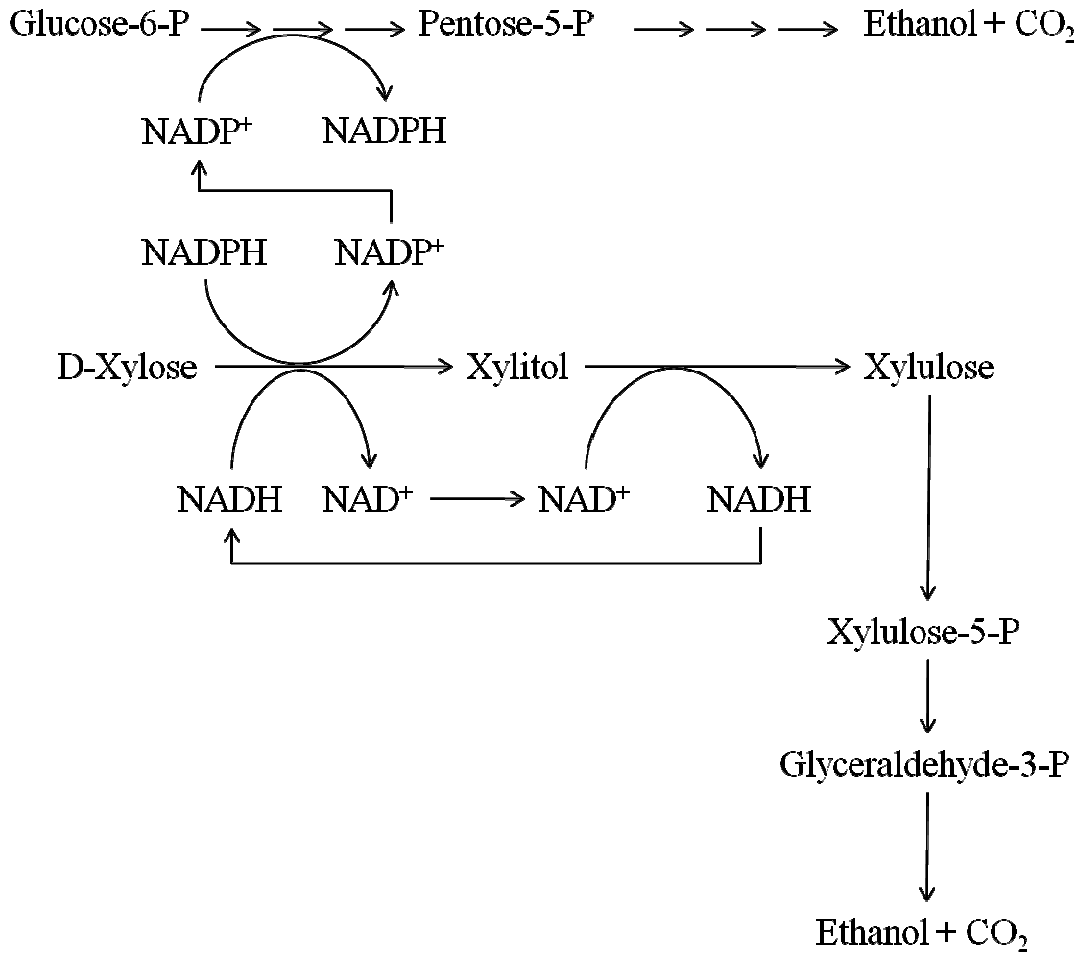 Glucose-6-P Pentose-5-P Ethanol + CO₂
NADP⁺ NADPH
NADPH NADP⁺
D-Xylose Xylitol Xylulose
NADH NAD⁺ NAD⁺ NADH
Xylulose-5-P
Glyceraldehyde-3-P
Ethanol + CO₂